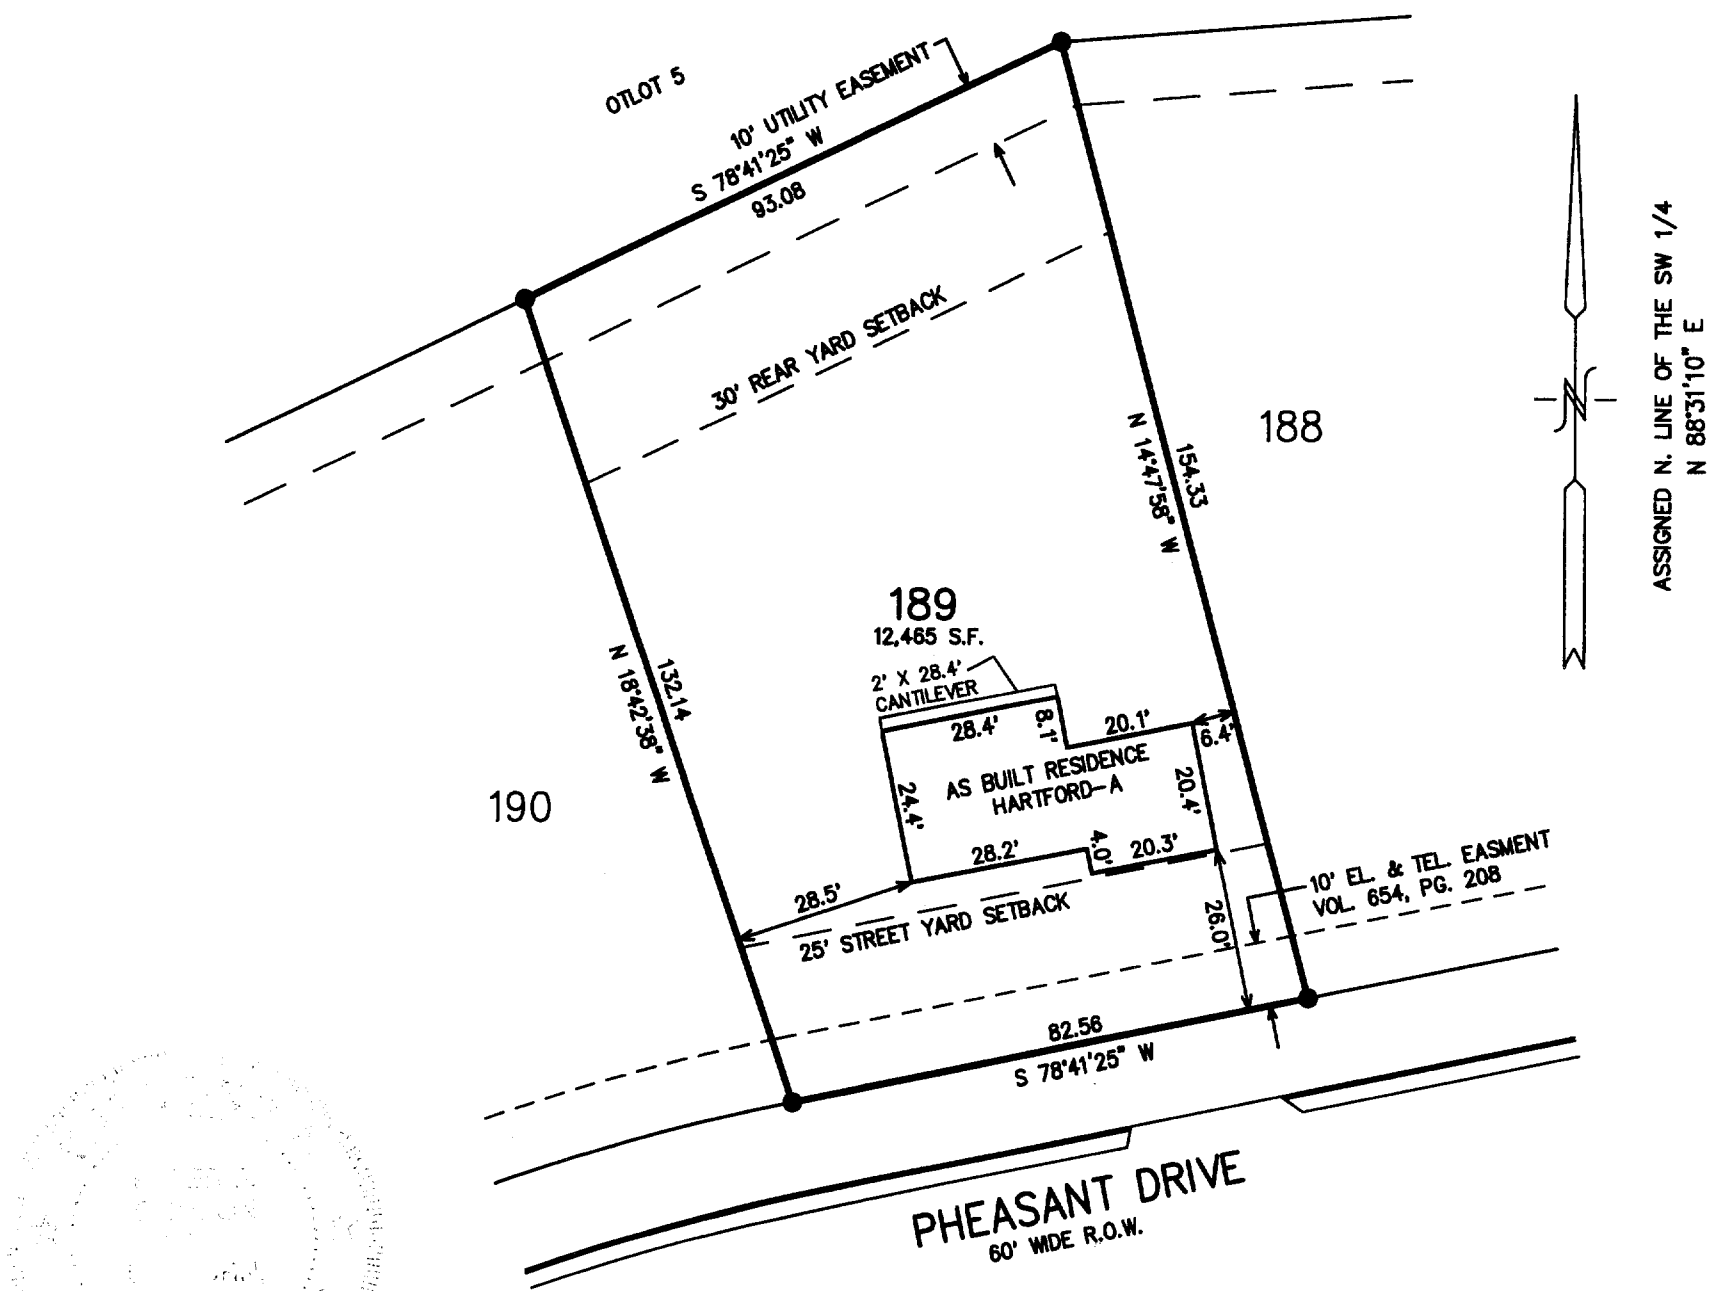 OTLOT 5
10' UTILITY EASEMENT
S 78°41'25" W
93.08
30' REAR YARD SETBACK
ASSIGNED N. LINE OF THE SW 1/4
N 88°31'10" E
N
188
154.33
N 14°47'58" W
189
12,465 S.F.
2' X 28.4'
CANTILEVER
132.14
N 18°42'38" W
28.4'
8.1'
20.1'
6.4'
AS BUILT RESIDENCE
HARTFORD-A
24.4'
20.4'
190
28.2'
4.0'
20.3'
28.5'
25' STREET YARD SETBACK
26.0'
10' EL. & TEL. EASMENT
VOL. 654, PG. 208
82.56
S 78°41'25" W
PHEASANT DRIVE
60' WIDE R.O.W.